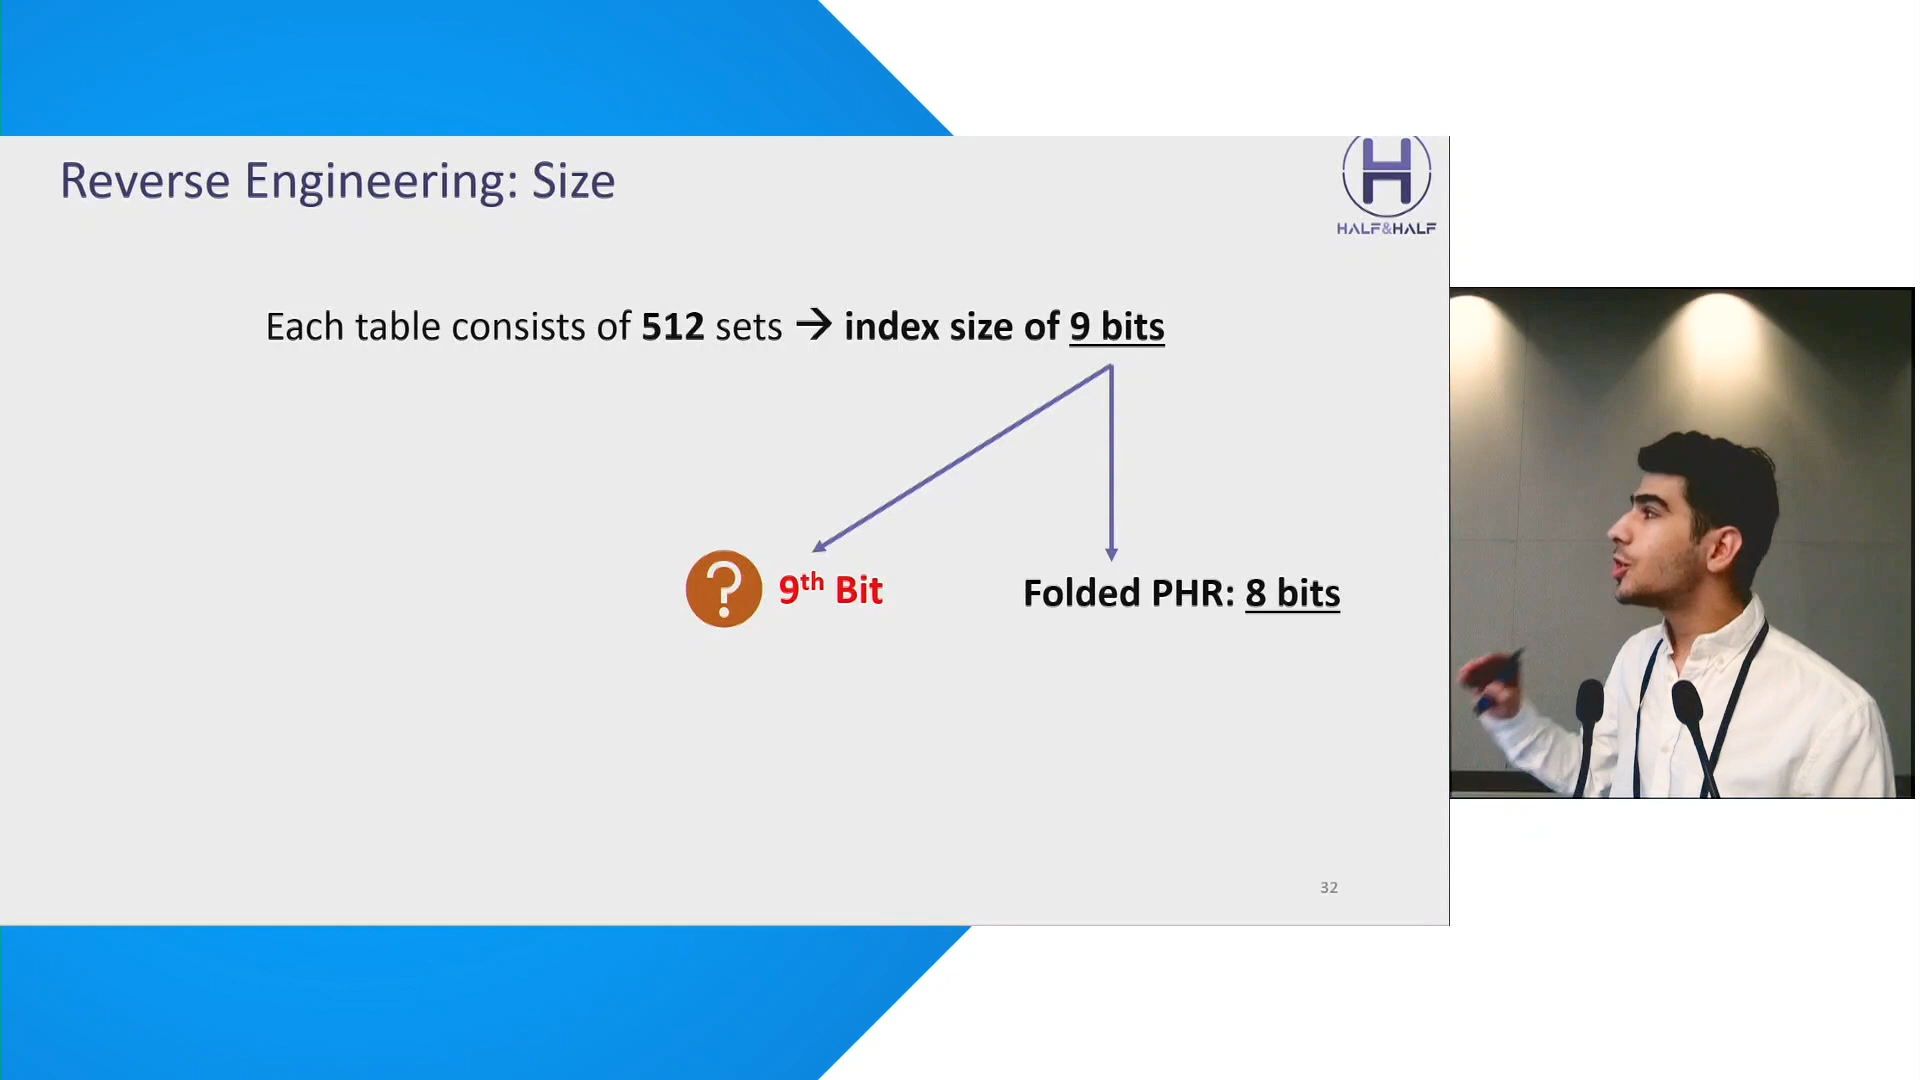 Reverse Engineering: Size
HALF&HALF
Each table consists of 512 sets → index size of 9 bits
? 9th Bit
Folded PHR: 8 bits
32